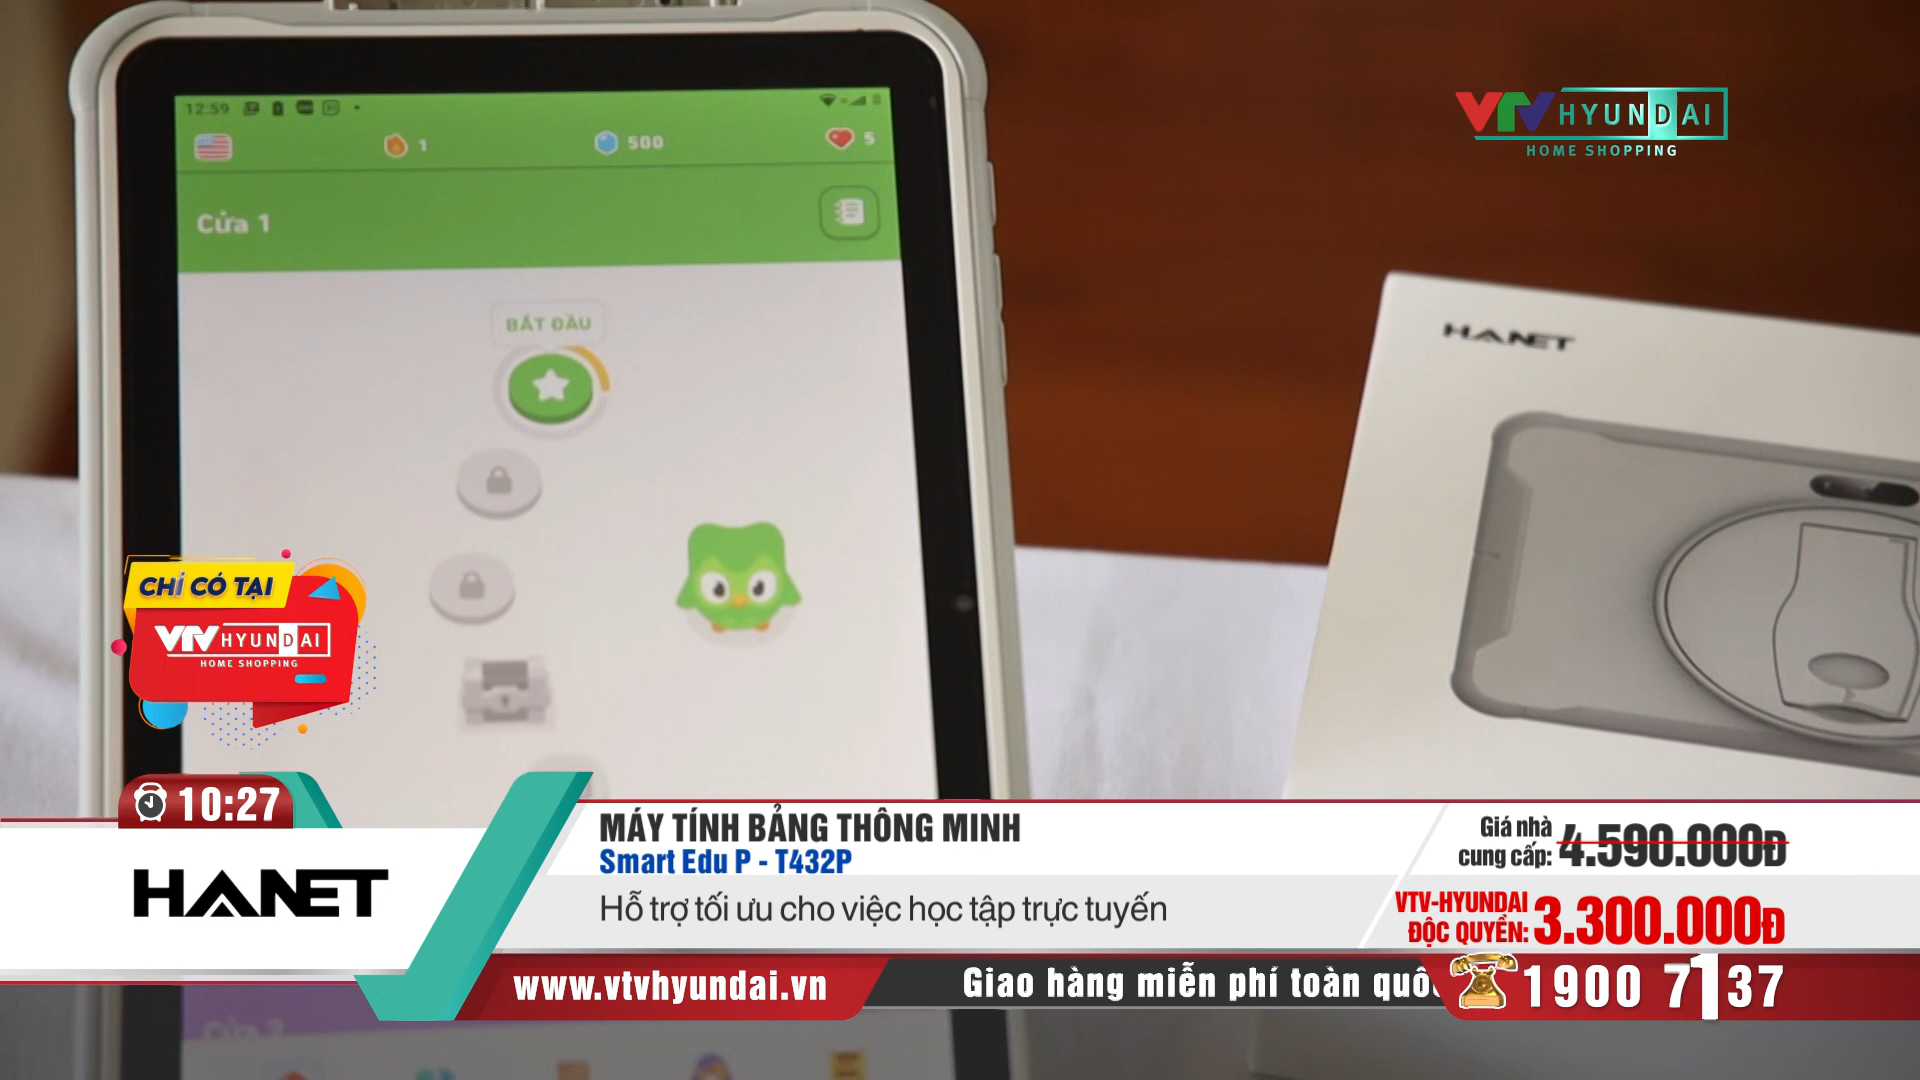 12:59
1
500
5
Cửa 1
BẮT ĐẦU
VTV HYUNDAI
HOME SHOPPING
HANET
CHỈ CÓ TẠI
VTV HYUNDAI
HOME SHOPPING
10:27
HANET
MÁY TÍNH BẢNG THÔNG MINH
Smart Edu P - T432P
Hỗ trợ tối ưu cho việc học tập trực tuyến
Giá nhà
cung cấp: 4.590.000Đ
VTV-HYUNDAI
ĐỘC QUYỀN: 3.300.000Đ
www.vtvhyundai.vn
Giao hàng miễn phí toàn quố
1900 7137
Cửa 2